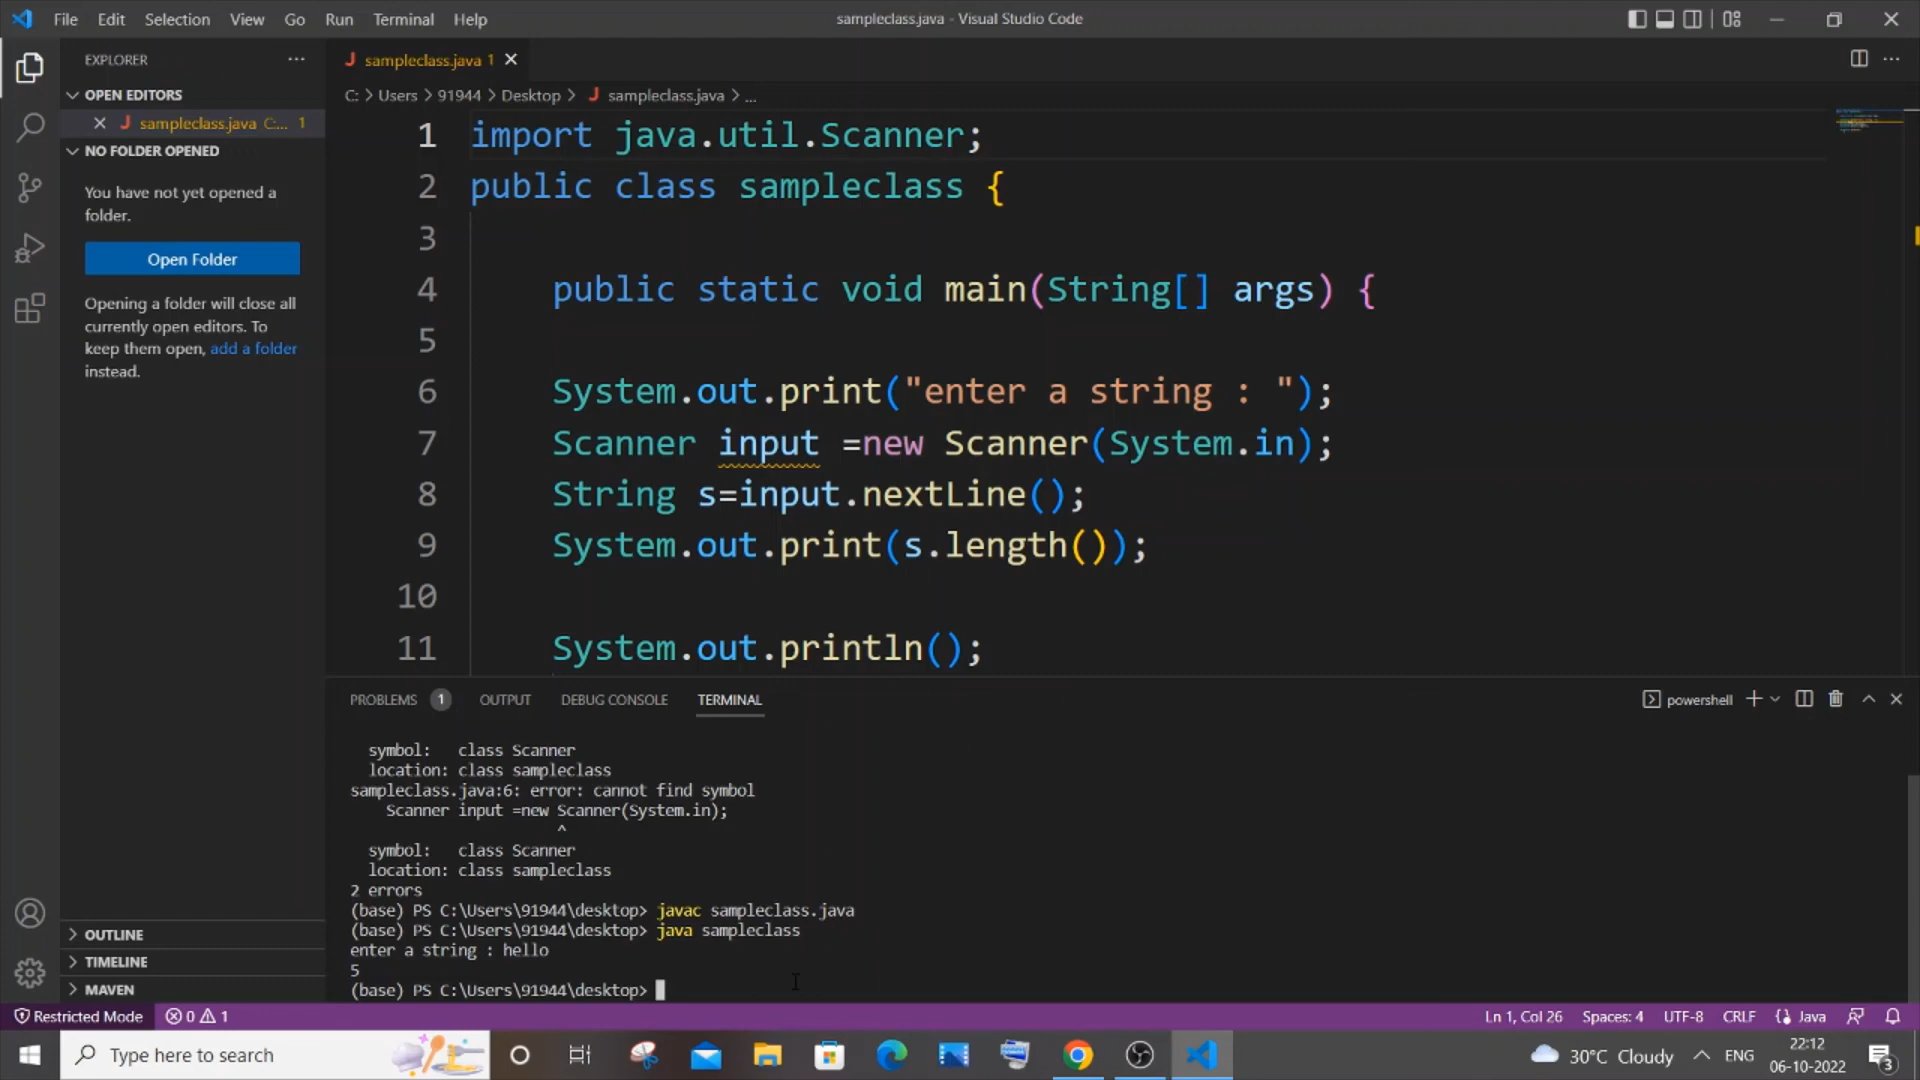 File Edit Selection View Go Run Terminal Help
sampleclass.java - Visual Studio Code
EXPLORER
OPEN EDITORS
sampleclass.java C:... 1
NO FOLDER OPENED
You have not yet opened a
folder.
Open Folder
Opening a folder will close all
currently open editors. To
keep them open, add a folder
instead.
OUTLINE
TIMELINE
MAVEN
sampleclass.java 1
C: > Users > 91944 > Desktop > sampleclass.java > ...
1 import java.util.Scanner;
2 public class sampleclass {
3
4 public static void main(String[] args) {
5
6 System.out.print("enter a string : ");
7 Scanner input =new Scanner(System.in);
8 String s=input.nextLine();
9 System.out.print(s.length());
10
11 System.out.println();
PROBLEMS 1 OUTPUT DEBUG CONSOLE TERMINAL
powershell
symbol: class Scanner
location: class sampleclass
sampleclass.java:6: error: cannot find symbol
Scanner input =new Scanner(System.in);
^
symbol: class Scanner
location: class sampleclass
2 errors
(base) PS C:\Users\91944\desktop> javac sampleclass.java
(base) PS C:\Users\91944\desktop> java sampleclass
enter a string : hello
5
(base) PS C:\Users\91944\desktop>
Restricted Mode 0 1
Ln 1, Col 26 Spaces: 4 UTF-8 CRLF Java
Type here to search
30°C Cloudy ENG
22:12
06-10-2022
3